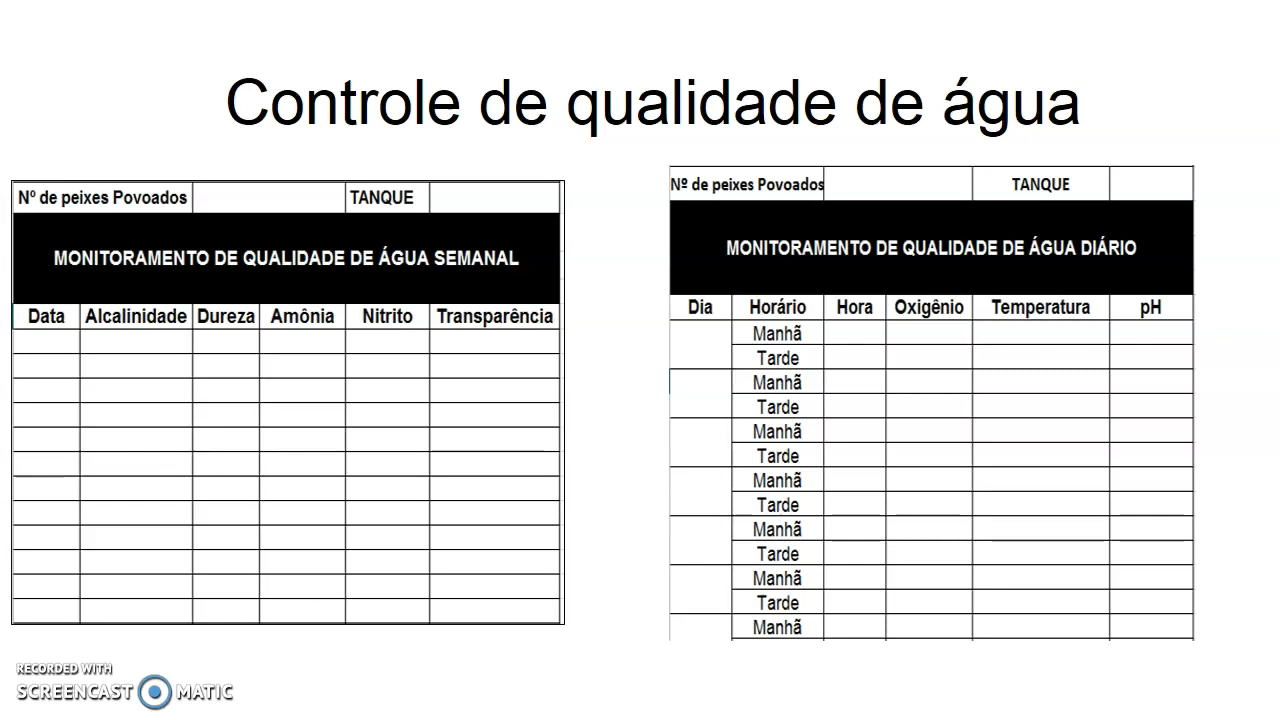 Controle de qualidade de água
Nº de peixes Povoados TANQUE
MONITORAMENTO DE QUALIDADE DE ÁGUA SEMANAL
Data Alcalinidade Dureza Amônia Nitrito Transparência
Nº de peixes Povoados TANQUE
MONITORAMENTO DE QUALIDADE DE ÁGUA DIÁRIO
Dia Horário Hora Oxigênio Temperatura pH
Manhã
Tarde
Manhã
Tarde
Manhã
Tarde
Manhã
Tarde
Manhã
Tarde
Manhã
Tarde
Manhã
RECORDED WITH
SCREENCAST MATIC